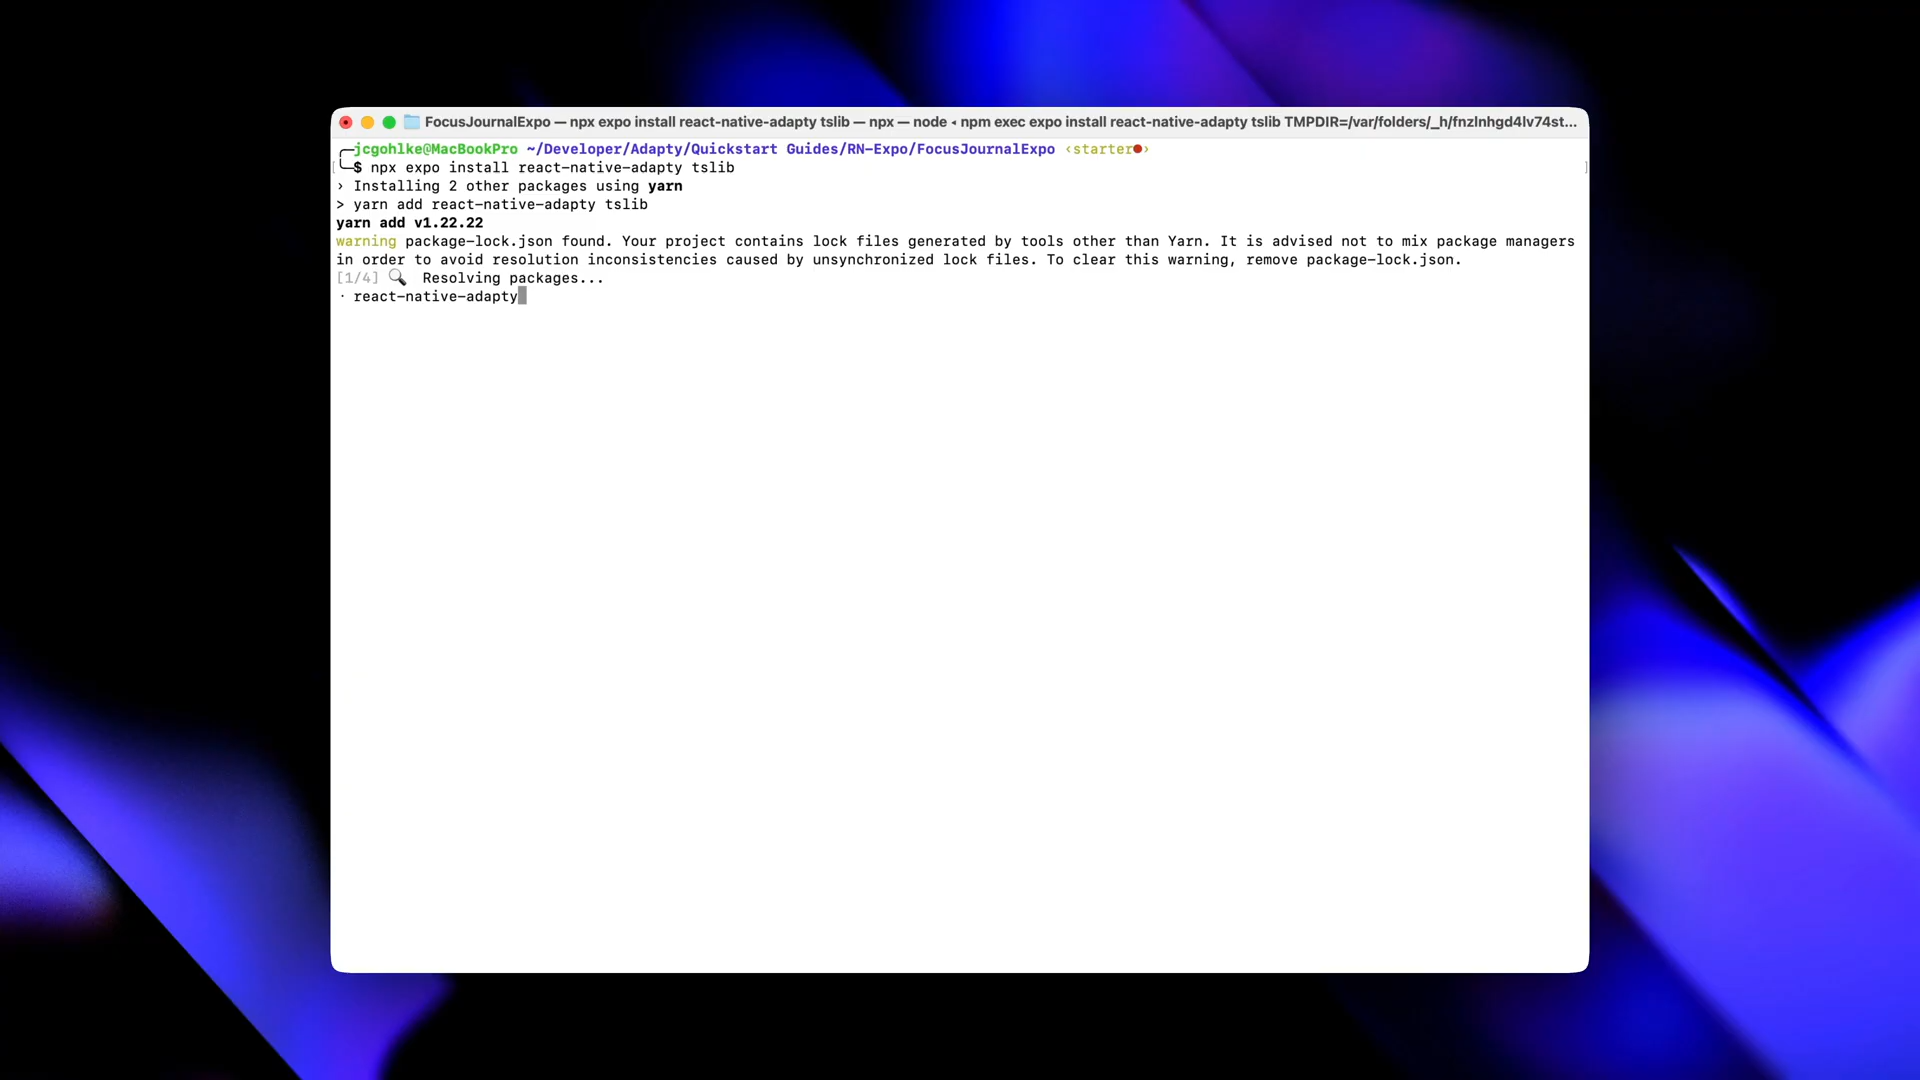 FocusJournalExpo — npx expo install react-native-adapty tslib — npx — node ◂ npm exec expo install react-native-adapty tslib TMPDIR=/var/folders/_h/fnzlnhgd4lv74st...
jcgohlke@MacBookPro ~/Developer/Adapty/Quickstart Guides/RN-Expo/FocusJournalExpo ‹starter●›
$ npx expo install react-native-adapty tslib
› Installing 2 other packages using yarn
> yarn add react-native-adapty tslib
yarn add v1.22.22
warning package-lock.json found. Your project contains lock files generated by tools other than Yarn. It is advised not to mix package managers
in order to avoid resolution inconsistencies caused by unsynchronized lock files. To clear this warning, remove package-lock.json.
[1/4] 🔍 Resolving packages...
⠂ react-native-adapty